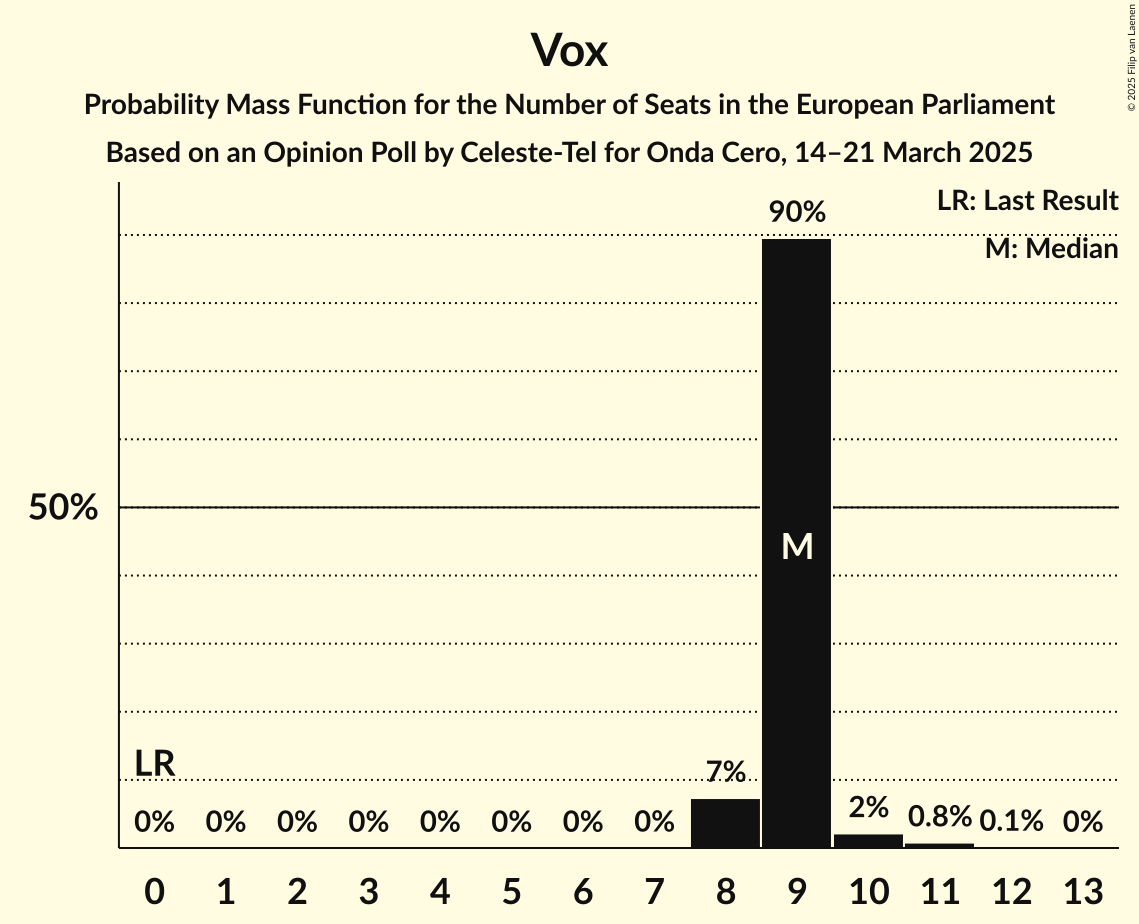 Vox
Probability Mass Function for the Number of Seats in the European Parliament
Based on an Opinion Poll by Celeste-Tel for Onda Cero, 14–21 March 2025
© 2025 Filip van Laenen
LR: Last Result
M: Median
90%
50%
M
LR
7%
0% 0% 0% 0% 0% 0% 0% 0% 2% 0.8% 0.1% 0%
0 1 2 3 4 5 6 7 8 9 10 11 12 13